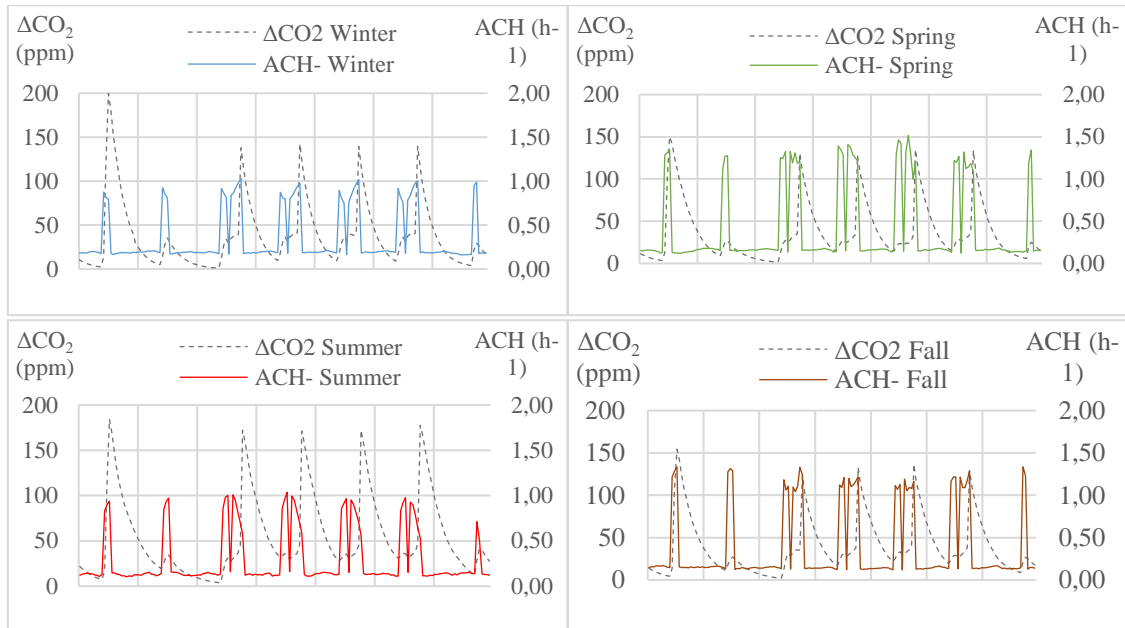 ΔCO₂
(ppm)
ΔCO2 Winter
ACH- Winter
ACH (h-
1)
200
150
100
50
0
2,00
1,50
1,00
0,50
0,00
ΔCO₂
(ppm)
ΔCO2 Spring
ACH- Spring
ACH (h-
1)
200
150
100
50
0
2,00
1,50
1,00
0,50
0,00
ΔCO₂
(ppm)
ΔCO2 Summer
ACH- Summer
ACH (h-
1)
200
150
100
50
0
2,00
1,50
1,00
0,50
0,00
ΔCO₂
(ppm)
ΔCO2 Fall
ACH- Fall
ACH (h-
1)
200
150
100
50
0
2,00
1,50
1,00
0,50
0,00